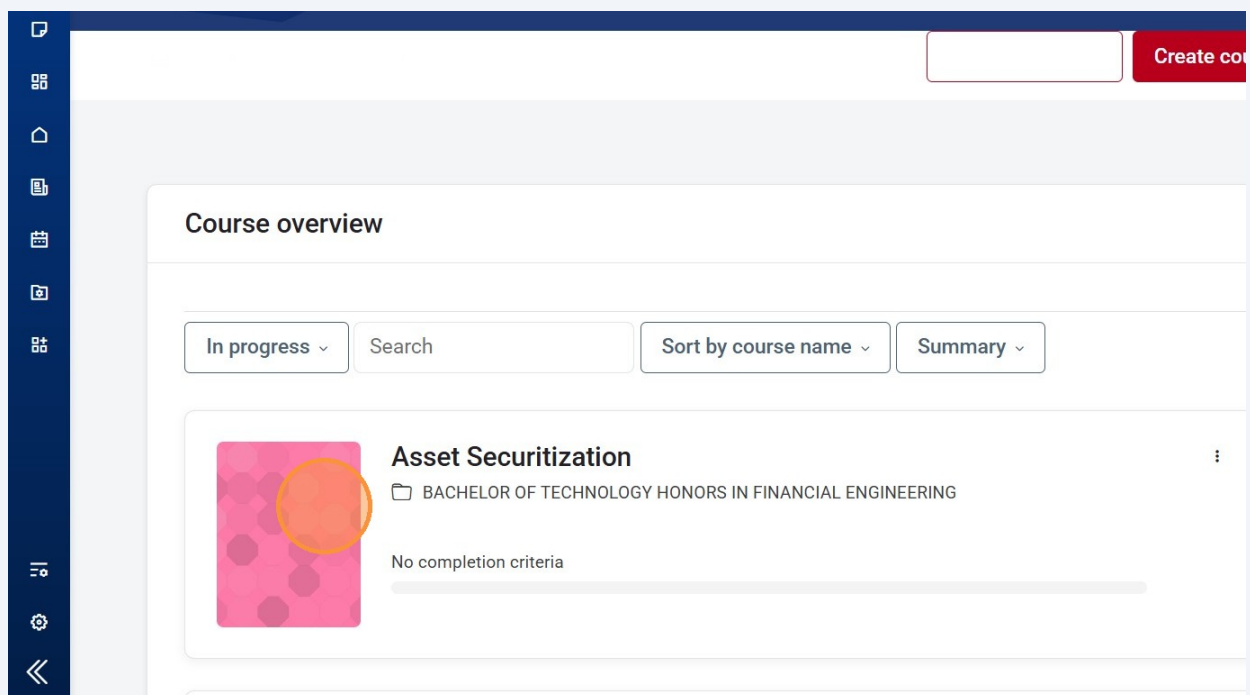 Create cou
Course overview
In progress
Search
Sort by course name
Summary
Asset Securitization
BACHELOR OF TECHNOLOGY HONORS IN FINANCIAL ENGINEERING
No completion criteria